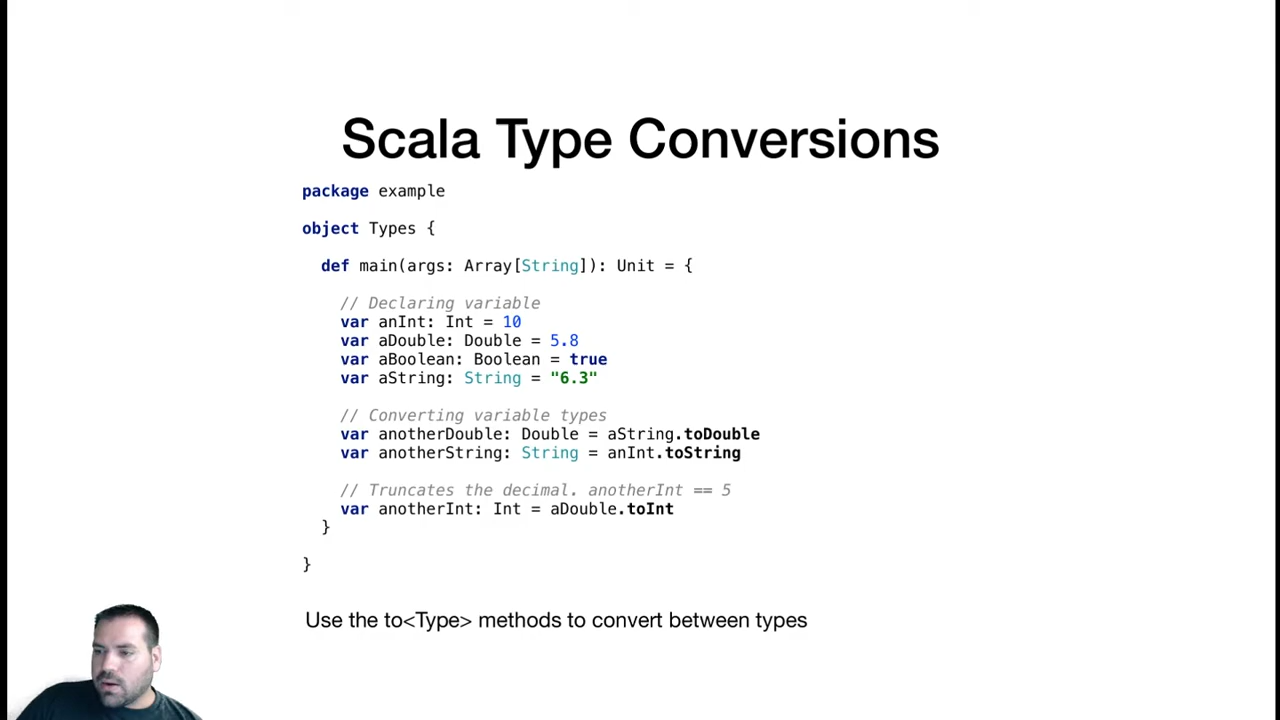 Scala Type Conversions
package example
object Types {
def main(args: Array[String]): Unit = {
// Declaring variable
var anInt: Int = 10
var aDouble: Double = 5.8
var aBoolean: Boolean = true
var aString: String = "6.3"
// Converting variable types
var anotherDouble: Double = aString.toDouble
var anotherString: String = anInt.toString
// Truncates the decimal. anotherInt == 5
var anotherInt: Int = aDouble.toInt
}
}
Use the to<Type> methods to convert between types